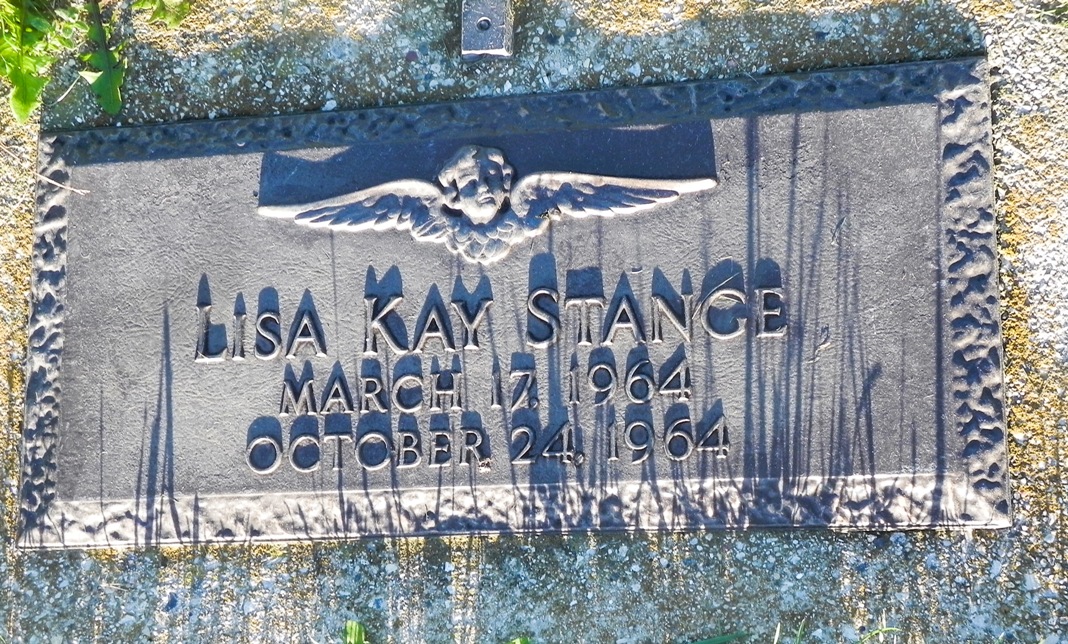 LISA KAY STANGE
MARCH 17, 1964
OCTOBER 24, 1964